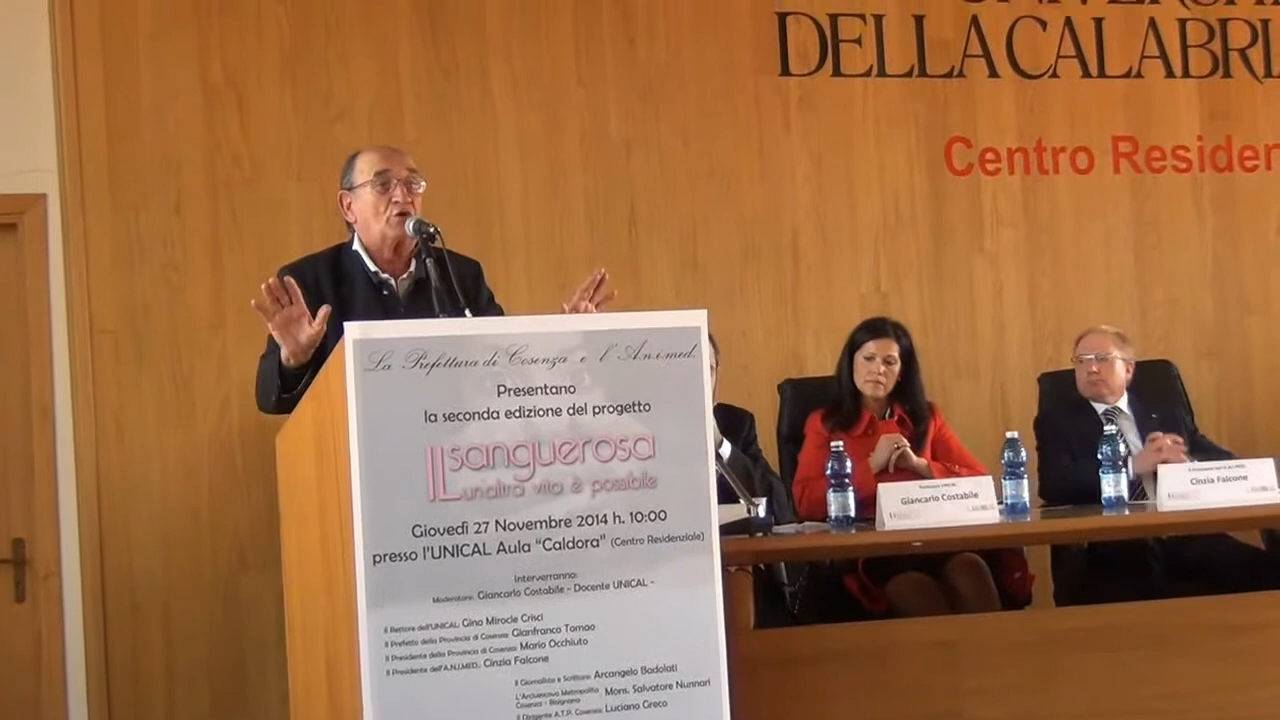 DELLA CALABRI
Centro Residen
La Prefettura di Cosenza e l'A.n.i.med.
Presentano
la seconda edizione del progetto
IL sanguerosa
un'altra vita è possibile
Giovedì 27 Novembre 2014 h. 10:00
presso l'UNICAL Aula "Caldora" (Centro Residenziale)
Interverranno:
Moderatore: Giancarlo Costabile - Docente UNICAL -
Il Rettore dell'UNICAL: Gino Mirocle Crisci
Il Prefetto della Provincia di Cosenza: Gianfranco Tomao
Il Presidente della Provincia di Cosenza: Mario Occhiuto
Il Presidente dell'A.N.I.MED.: Cinzia Falcone
Il Giornalista e Scrittore: Arcangelo Badolati
L'Arcivescovo Metropolita Mons. Salvatore Nunnari
Cosenza - Bisignano
Il Dirigente A.T.P. Cosenza: Luciano Greco
Giancarlo Costabile
Cinzia Falcone